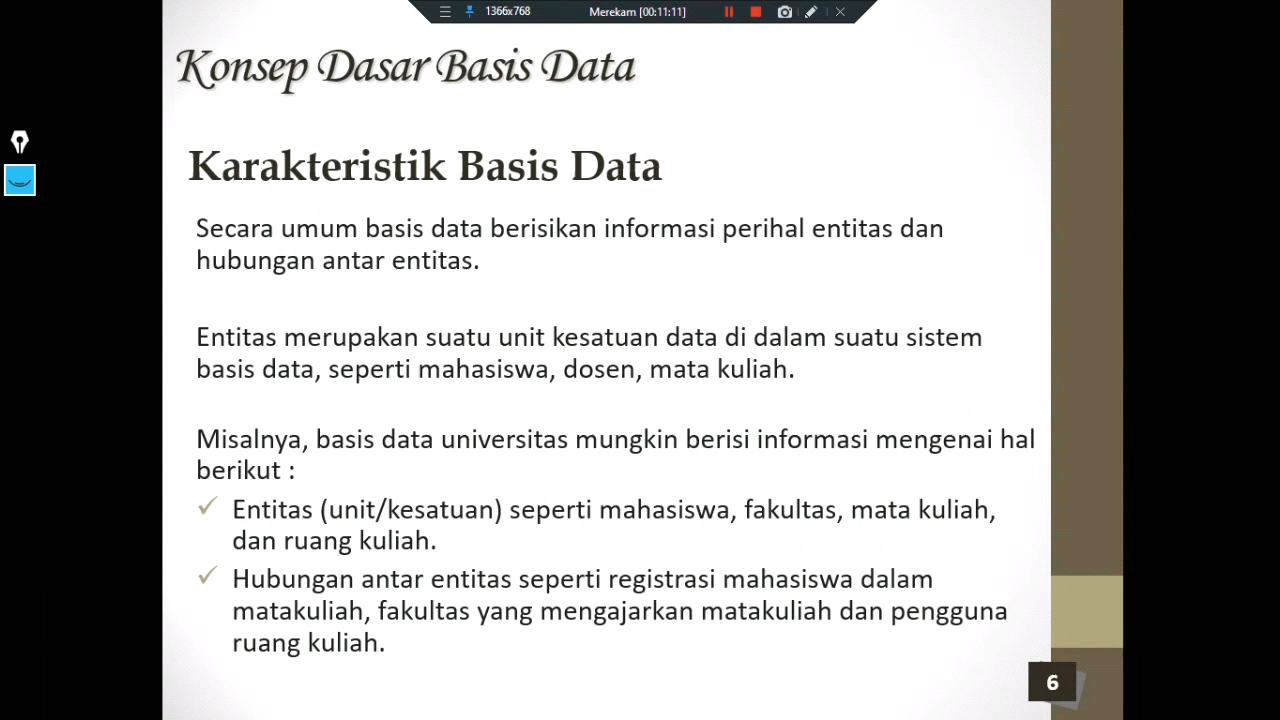 1366x768 Merekam [00:11:11]
Konsep Dasar Basis Data
Karakteristik Basis Data
Secara umum basis data berisikan informasi perihal entitas dan
hubungan antar entitas.
Entitas merupakan suatu unit kesatuan data di dalam suatu sistem
basis data, seperti mahasiswa, dosen, mata kuliah.
Misalnya, basis data universitas mungkin berisi informasi mengenai hal
berikut :
✓ Entitas (unit/kesatuan) seperti mahasiswa, fakultas, mata kuliah,
dan ruang kuliah.
✓ Hubungan antar entitas seperti registrasi mahasiswa dalam
matakuliah, fakultas yang mengajarkan matakuliah dan pengguna
ruang kuliah.
6